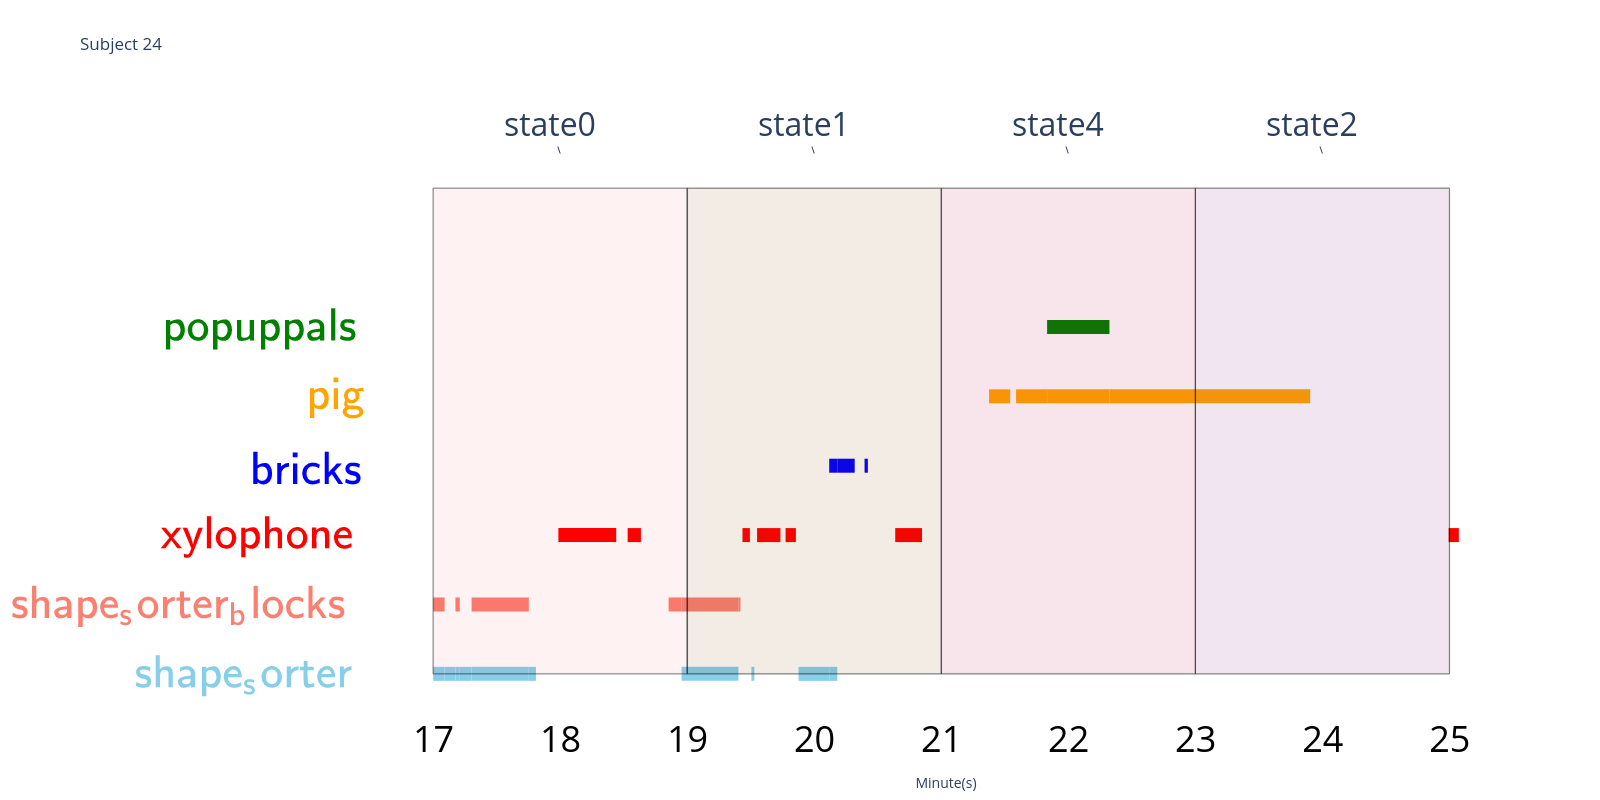 Subject 24
state0 state1 state4 state2
popuppals
pig
bricks
xylophone
shapesorterblocks
shapesorter
17 18 19 20 21 22 23 24 25
Minute(s)